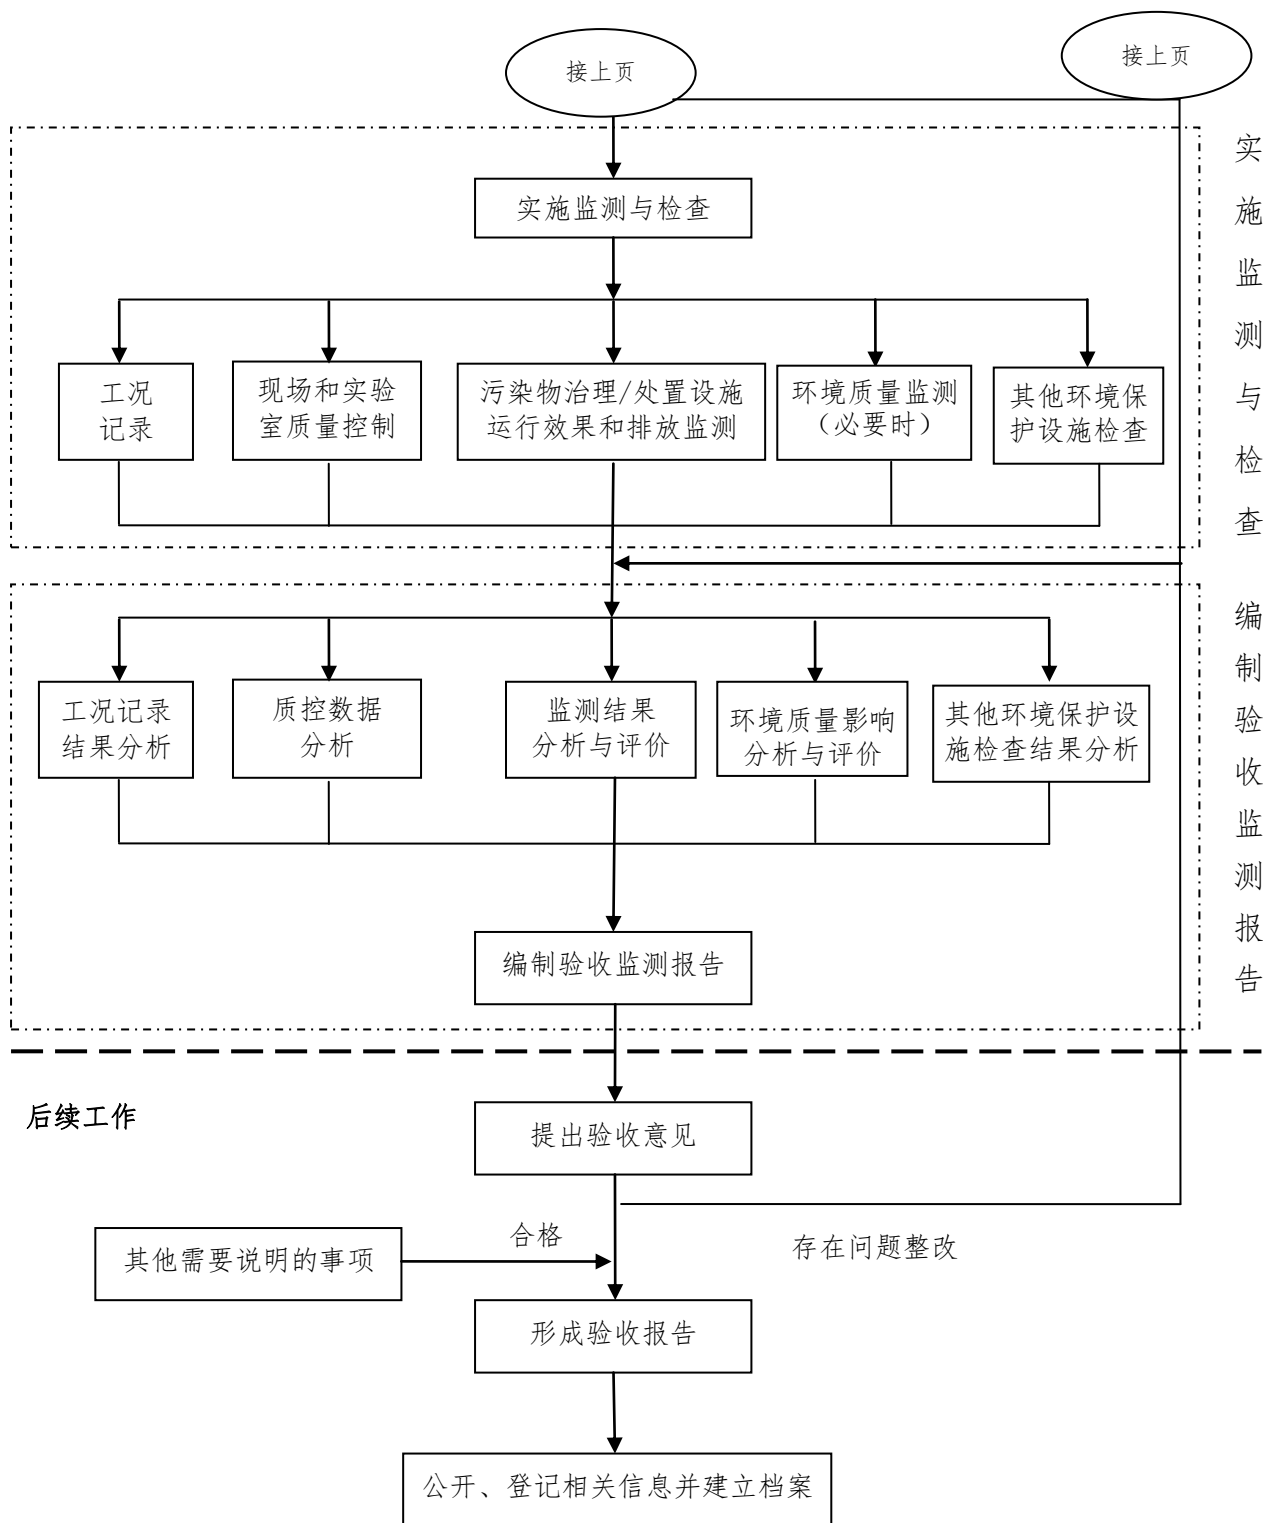 接上页
接上页
实施监测与检查
实施监测与检查
工况
记录
现场和实验
室质量控制
污染物治理/处置设施
运行效果和排放监测
环境质量监测
（必要时）
其他环境保
护设施检查
编制验收监测报告
工况记录
结果分析
质控数据
分析
监测结果
分析与评价
环境质量影响
分析与评价
其他环境保护设
施检查结果分析
编制验收监测报告
后续工作
提出验收意见
合格
其他需要说明的事项
存在问题整改
形成验收报告
公开、登记相关信息并建立档案